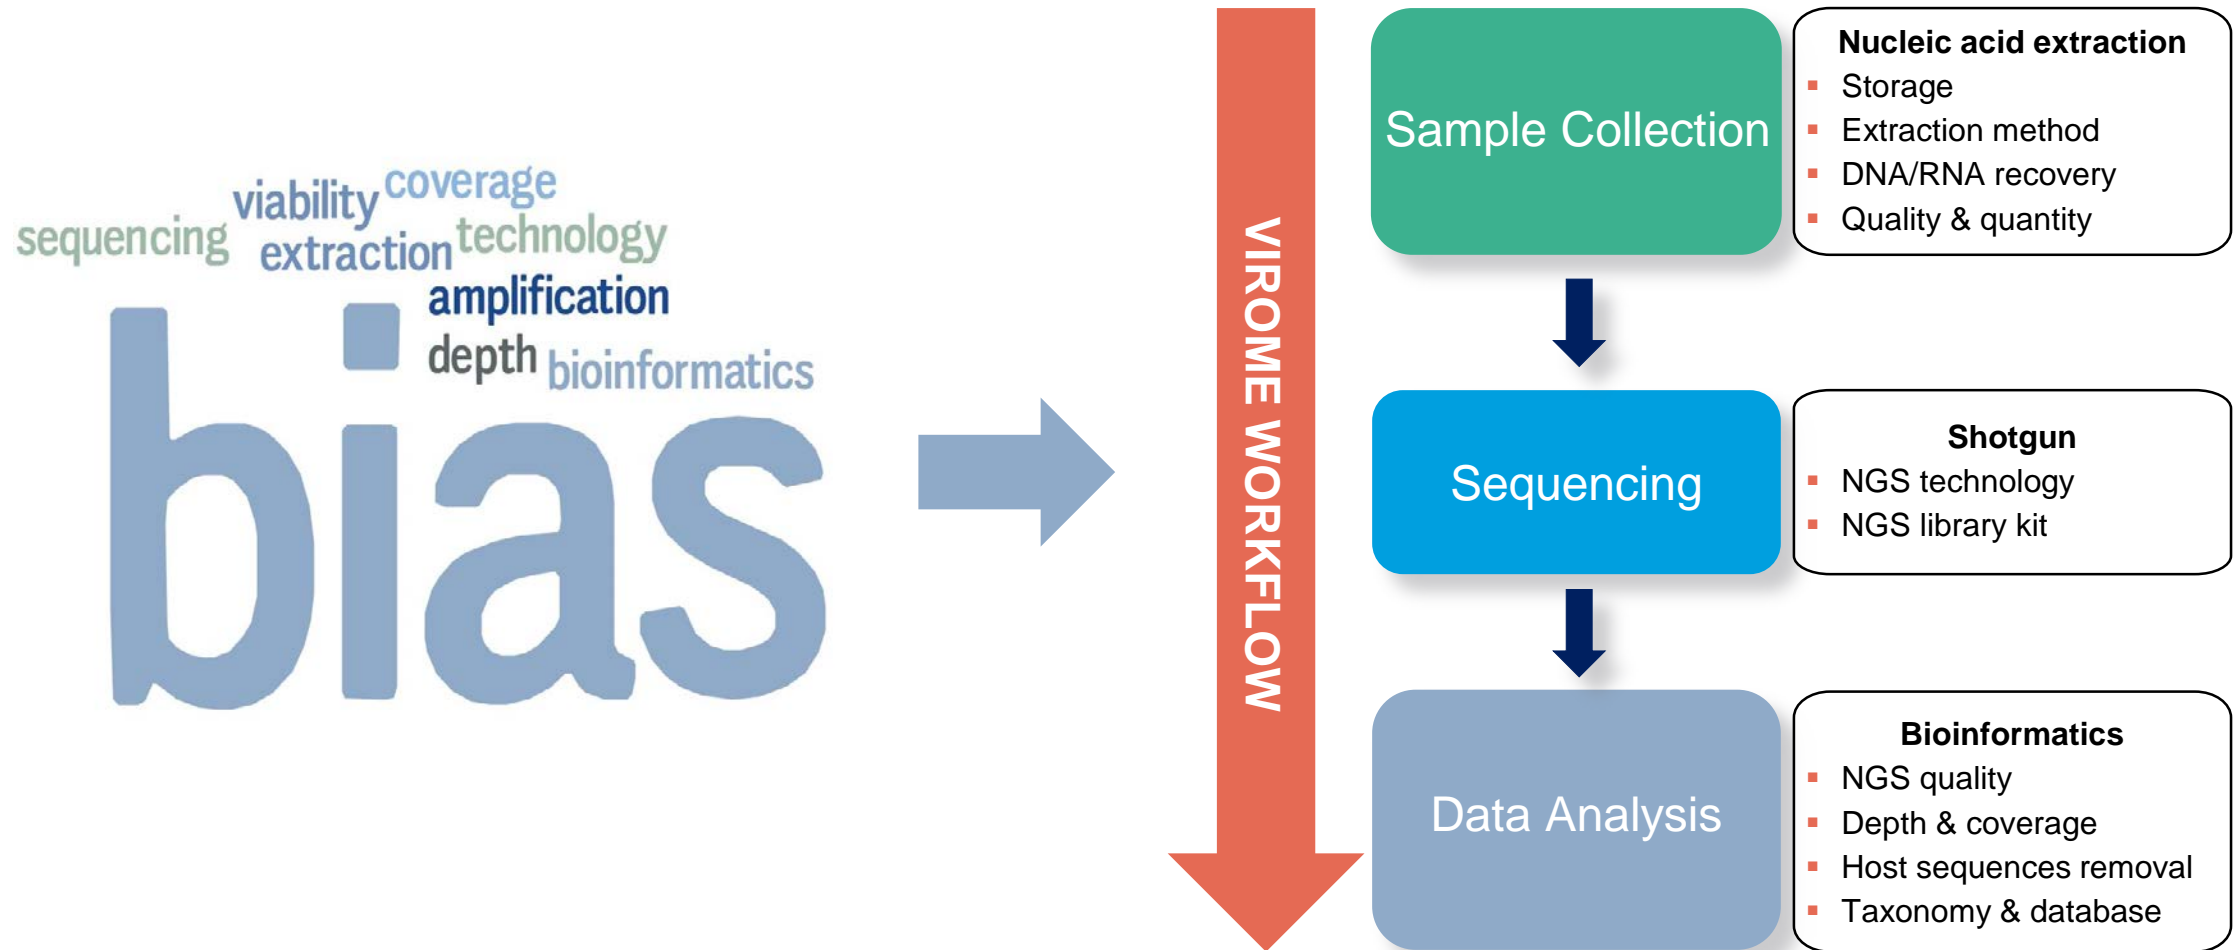 viability coverage
sequencing extraction technology
amplification
depth bioinformatics
bias
VIROME WORKFLOW
Sample Collection
Nucleic acid extraction
Storage
Extraction method
DNA/RNA recovery
Quality & quantity
Sequencing
Shotgun
NGS technology
NGS library kit
Data Analysis
Bioinformatics
NGS quality
Depth & coverage
Host sequences removal
Taxonomy & database